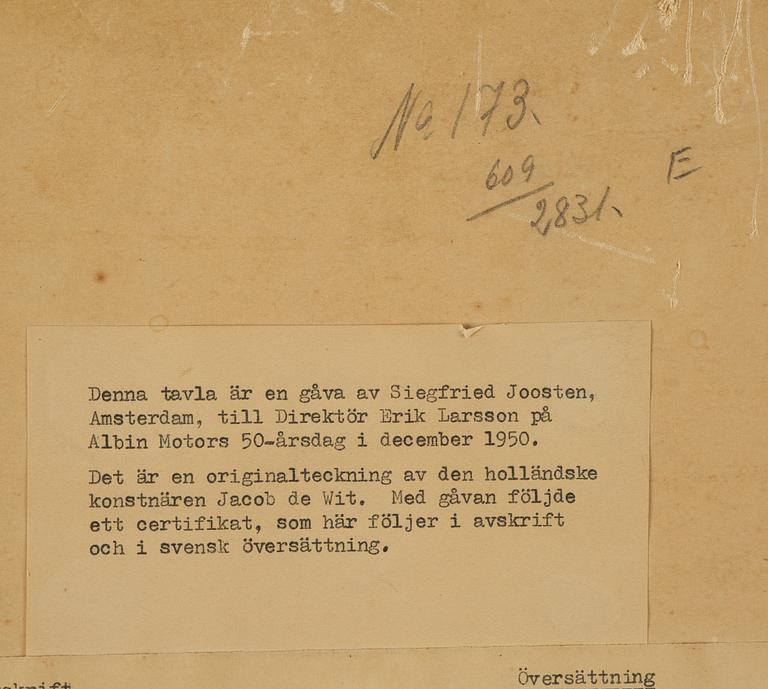 No 173.
609
2831.
E
Denna tavla är en gåva av Siegfried Joosten,
Amsterdam, till Direktör Erik Larsson på
Albin Motors 50-årsdag i december 1950.
Det är en originalteckning av den holländske
konstnären Jacob de Wit.  Med gåvan följde
ett certifikat, som här följer i avskrift
och i svensk översättning.
Översättning